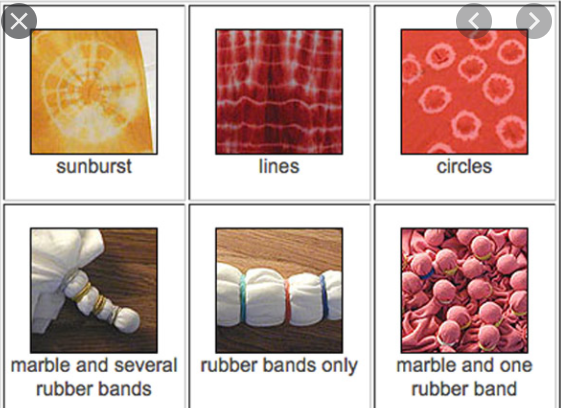 sunburst
lines
circles
marble and several
rubber bands
rubber bands only
marble and one
rubber band